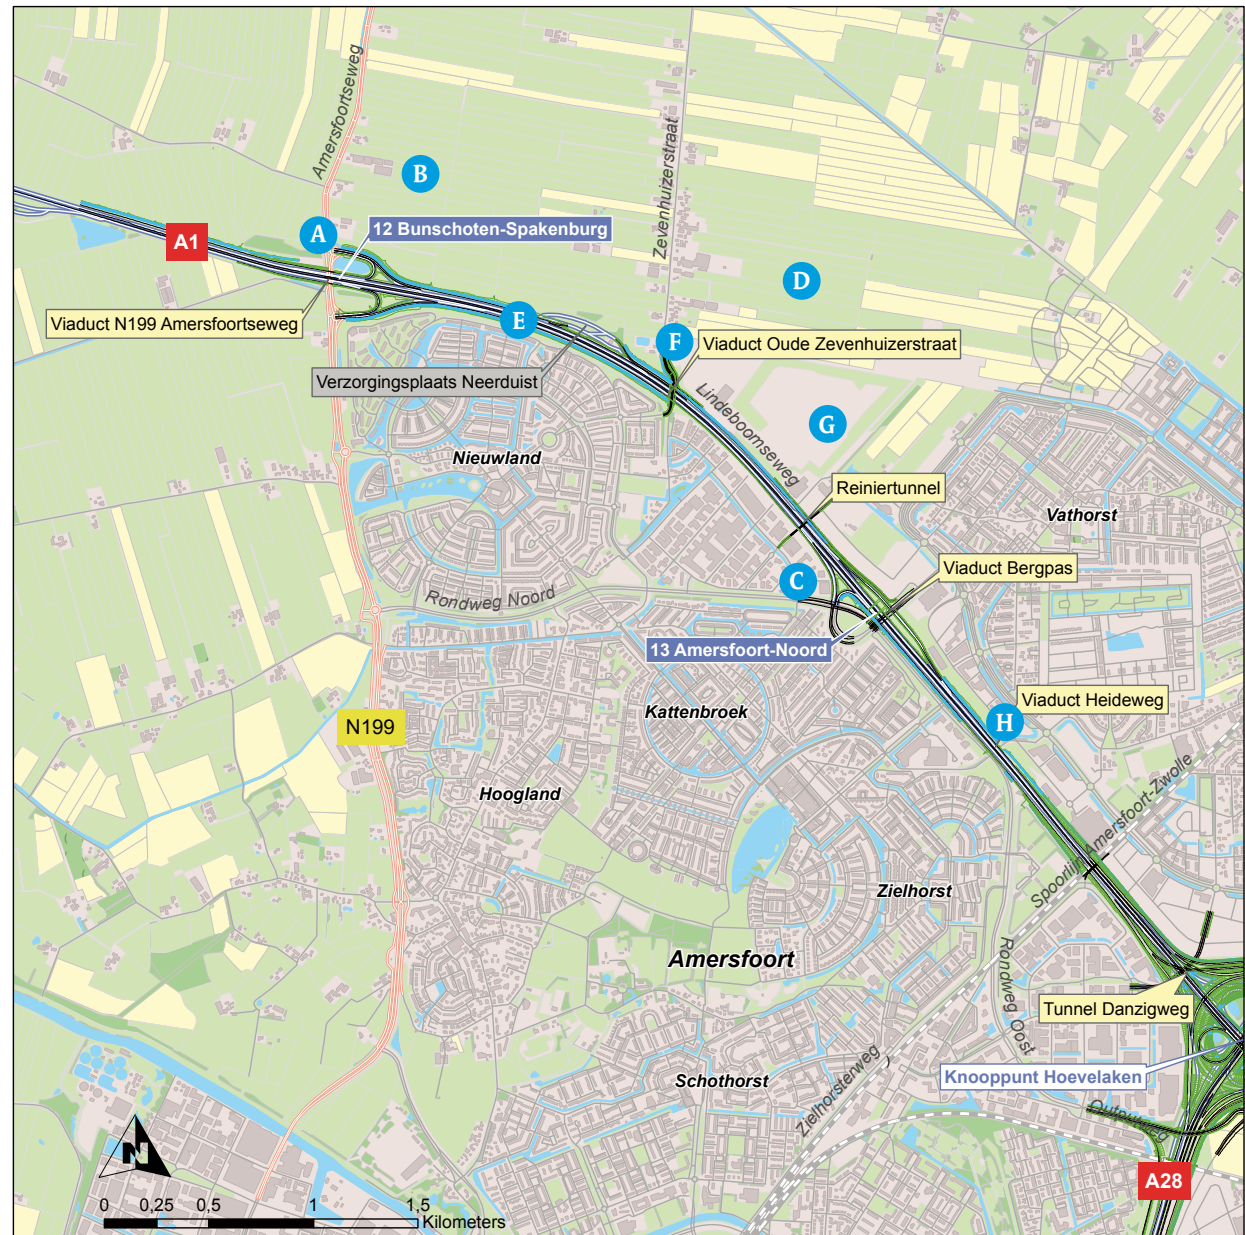 Amersfoortseweg
Zevenhuizerstraat
B
A
12 Bunschoten-Spakenburg
A1
D
E
Viaduct N199 Amersfoortseweg
F
Viaduct Oude Zevenhuizerstraat
Verzorgingsplaats Neerduist
Lindeboomseweg
G
Nieuwland
Reiniertunnel
Vathorst
Viaduct Bergpas
C
Rondweg Noord
13 Amersfoort-Noord
Viaduct Heideweg
Kattenbroek
H
N199
Hoogland
Spoorlijn Amersfoort-Zwolle
Zielhorst
Amersfoort
Rondweg Oost
Tunnel Danzigweg
Schothorst
Zielhorsterweg
Knooppunt Hoevelaken
Outputweg
N
A28
0 0,25 0,5 1 1,5
Kilometers